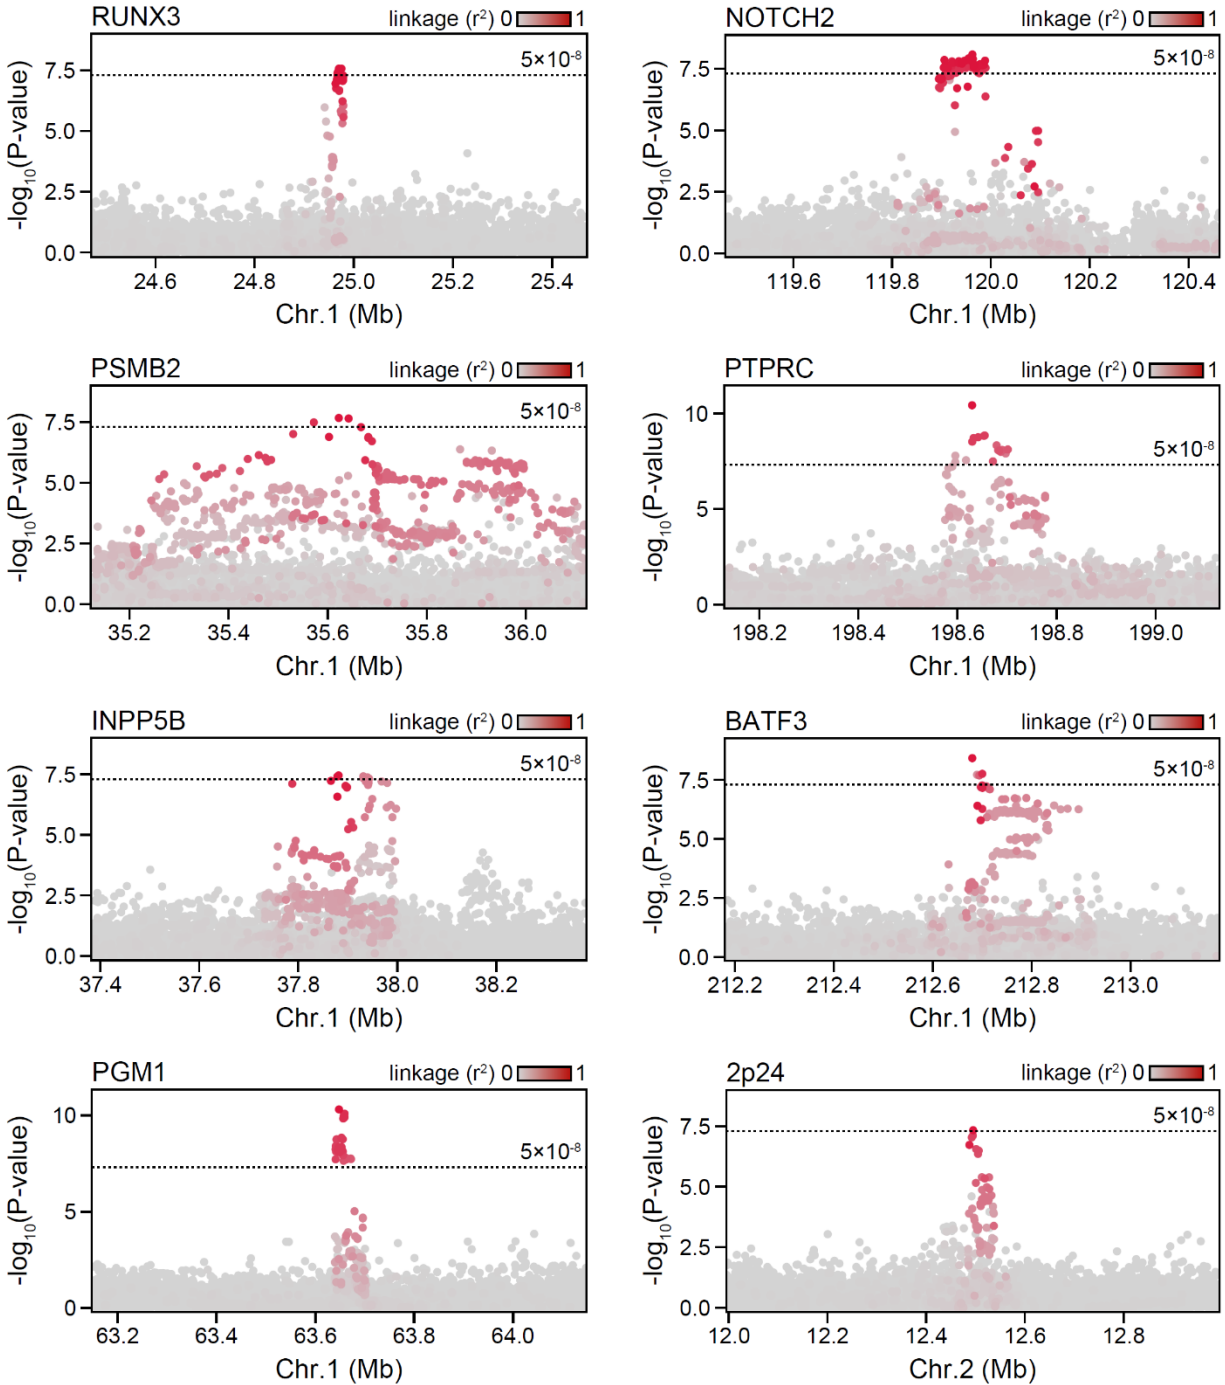 RUNX3
linkage (r²) 0 1
5×10⁻⁸
7.5
5.0
2.5
0.0
-log₁₀(P-value)
24.6 24.8 25.0 25.2 25.4
Chr.1 (Mb)
NOTCH2
linkage (r²) 0 1
5×10⁻⁸
7.5
5.0
2.5
0.0
-log₁₀(P-value)
119.6 119.8 120.0 120.2 120.4
Chr.1 (Mb)
PSMB2
linkage (r²) 0 1
5×10⁻⁸
7.5
5.0
2.5
0.0
-log₁₀(P-value)
35.2 35.4 35.6 35.8 36.0
Chr.1 (Mb)
PTPRC
linkage (r²) 0 1
5×10⁻⁸
10
5
0
-log₁₀(P-value)
198.2 198.4 198.6 198.8 199.0
Chr.1 (Mb)
INPP5B
linkage (r²) 0 1
5×10⁻⁸
7.5
5.0
2.5
0.0
-log₁₀(P-value)
37.4 37.6 37.8 38.0 38.2
Chr.1 (Mb)
BATF3
linkage (r²) 0 1
5×10⁻⁸
7.5
5.0
2.5
0.0
-log₁₀(P-value)
212.2 212.4 212.6 212.8 213.0
Chr.1 (Mb)
PGM1
linkage (r²) 0 1
5×10⁻⁸
10
5
0
-log₁₀(P-value)
63.2 63.4 63.6 63.8 64.0
Chr.1 (Mb)
2p24
linkage (r²) 0 1
5×10⁻⁸
7.5
5.0
2.5
0.0
-log₁₀(P-value)
12.0 12.2 12.4 12.6 12.8
Chr.2 (Mb)